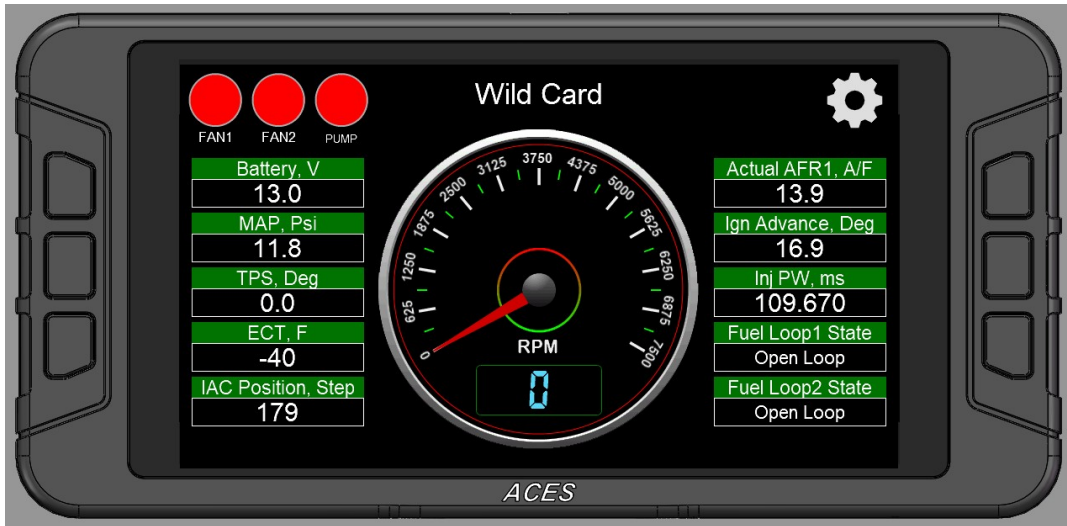 Wild Card
FAN1 FAN2 PUMP
Battery, V
13.0
MAP, Psi
11.8
TPS, Deg
0.0
ECT, F
-40
IAC Position, Step
179
0 625 1250 1875 2500 3125 3750 4375 5000 5625 6250 6875 7500
RPM
0
Actual AFR1, A/F
13.9
Ign Advance, Deg
16.9
Inj PW, ms
109.670
Fuel Loop1 State
Open Loop
Fuel Loop2 State
Open Loop
ACES